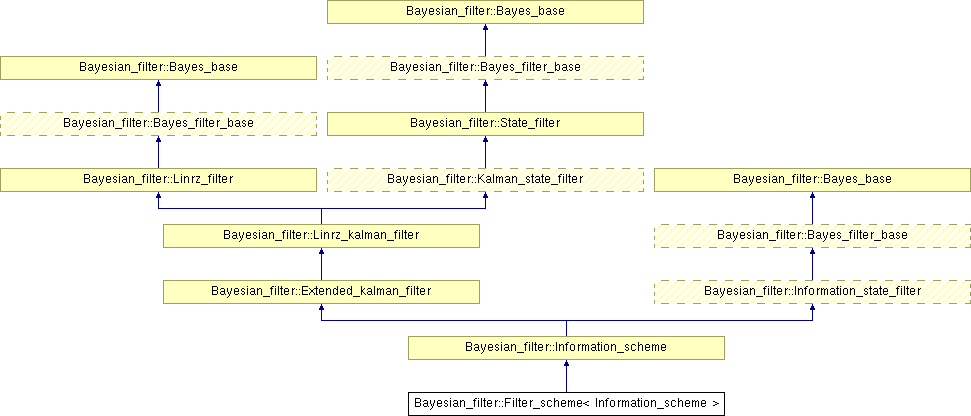 Bayesian_filter::Bayes_base
Bayesian_filter::Bayes_base
Bayesian_filter::Bayes_filter_base
Bayesian_filter::Bayes_filter_base
Bayesian_filter::State_filter
Bayesian_filter::Linrz_filter
Bayesian_filter::Kalman_state_filter
Bayesian_filter::Bayes_base
Bayesian_filter::Linrz_kalman_filter
Bayesian_filter::Bayes_filter_base
Bayesian_filter::Extended_kalman_filter
Bayesian_filter::Information_state_filter
Bayesian_filter::Information_scheme
Bayesian_filter::Filter_scheme< Information_scheme >